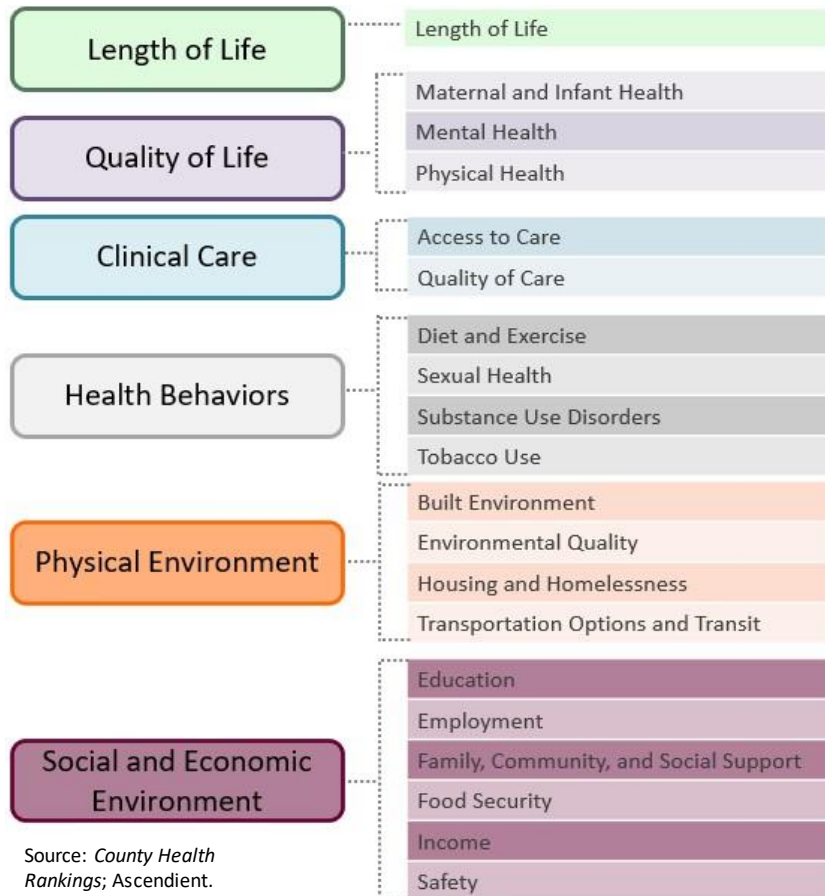 Length of Life
Length of Life
Quality of Life
Maternal and Infant Health
Mental Health
Physical Health
Clinical Care
Access to Care
Quality of Care
Health Behaviors
Diet and Exercise
Sexual Health
Substance Use Disorders
Tobacco Use
Physical Environment
Built Environment
Environmental Quality
Housing and Homelessness
Transportation Options and Transit
Social and Economic
Environment
Education
Employment
Family, Community, and Social Support
Food Security
Income
Safety
Source: County Health
Rankings; Ascendient.